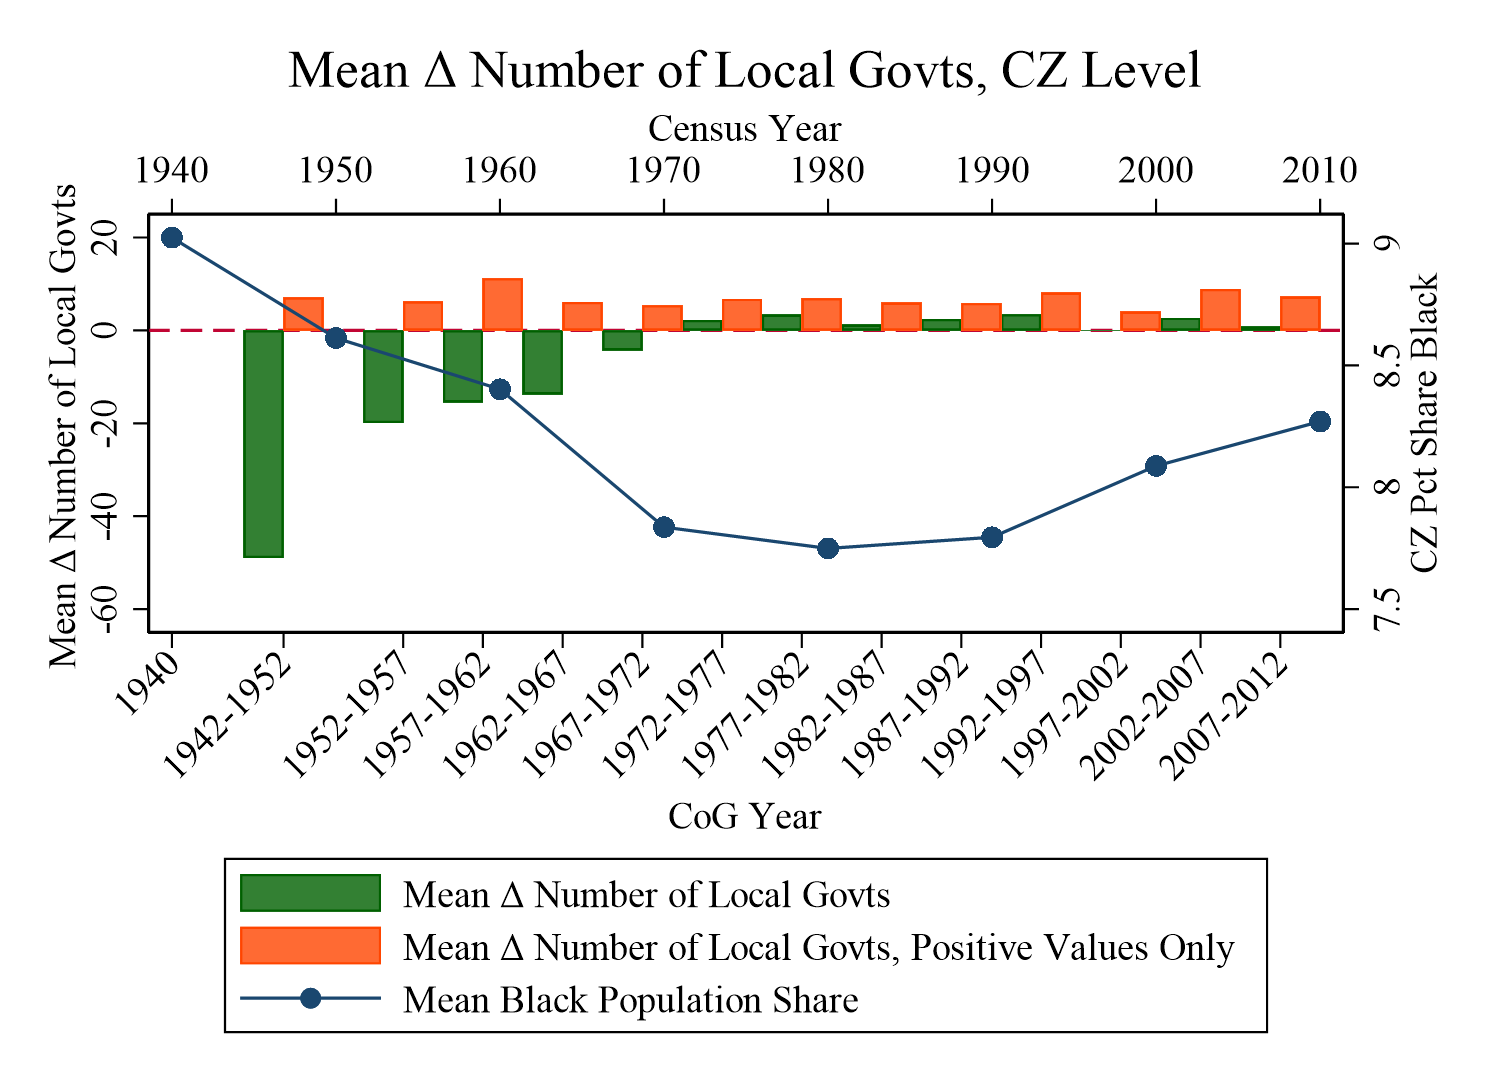 Mean Δ Number of Local Govts, CZ Level
Census Year
1940 1950 1960 1970 1980 1990 2000 2010
Mean Δ Number of Local Govts
20
0
-20
-40
-60
9
8.5
8
7.5
CZ Pct Share Black
1940 1942-1952 1952-1957 1957-1962 1962-1967 1967-1972 1972-1977 1977-1982 1982-1987 1987-1992 1992-1997 1997-2002 2002-2007 2007-2012
CoG Year
Mean Δ Number of Local Govts
Mean Δ Number of Local Govts, Positive Values Only
Mean Black Population Share